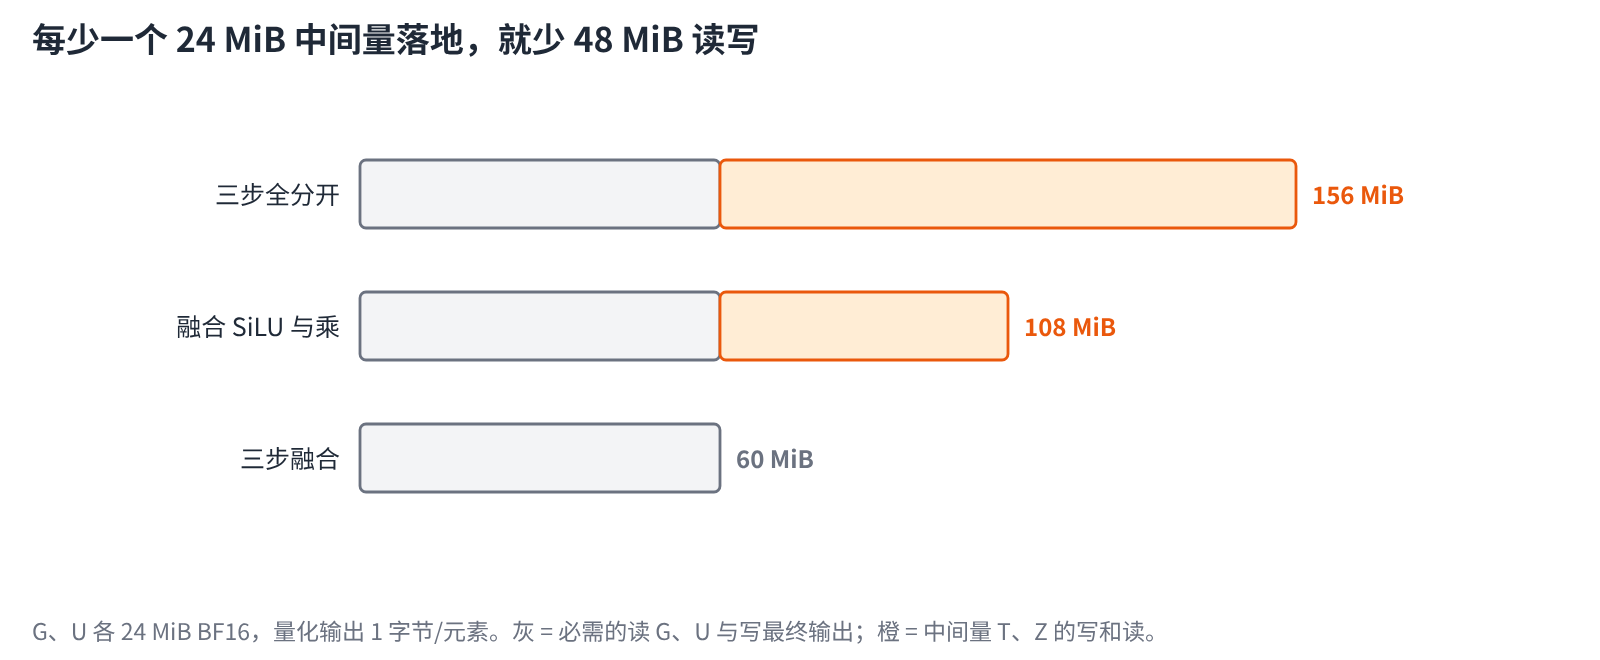 每少一个 24 MiB 中间量落地，就少 48 MiB 读写
三步全分开
156 MiB
融合 SiLU 与乘
108 MiB
三步融合
60 MiB
G、U 各 24 MiB BF16，量化输出 1 字节/元素。灰 = 必需的读 G、U 与写最终输出；橙 = 中间量 T、Z 的写和读。